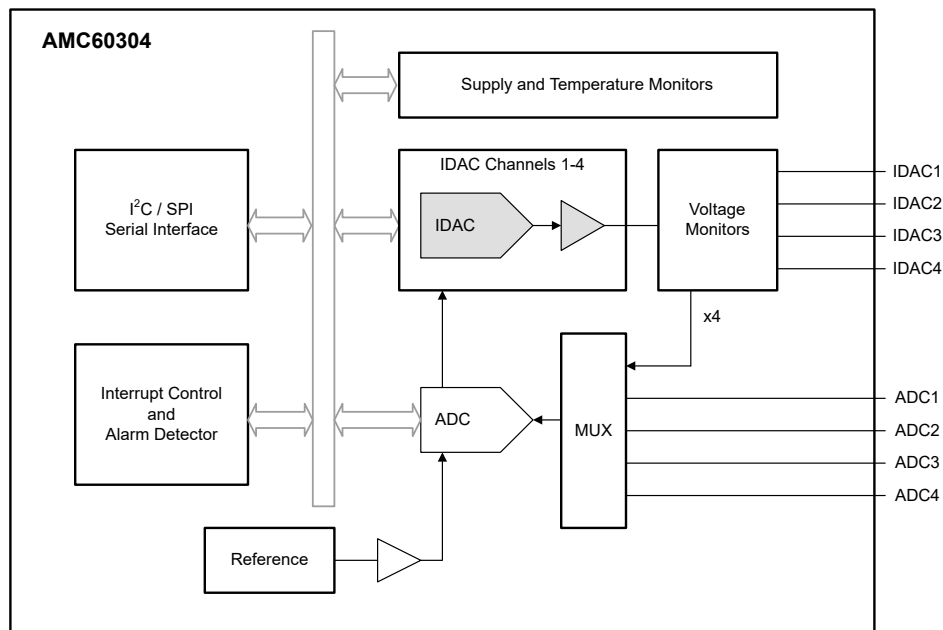 AMC60304
Supply and Temperature Monitors
I²C / SPI
Serial Interface
IDAC Channels 1-4
IDAC
Voltage
Monitors
IDAC1
IDAC2
IDAC3
IDAC4
x4
Interrupt Control
and
Alarm Detector
ADC
MUX
ADC1
ADC2
ADC3
ADC4
Reference